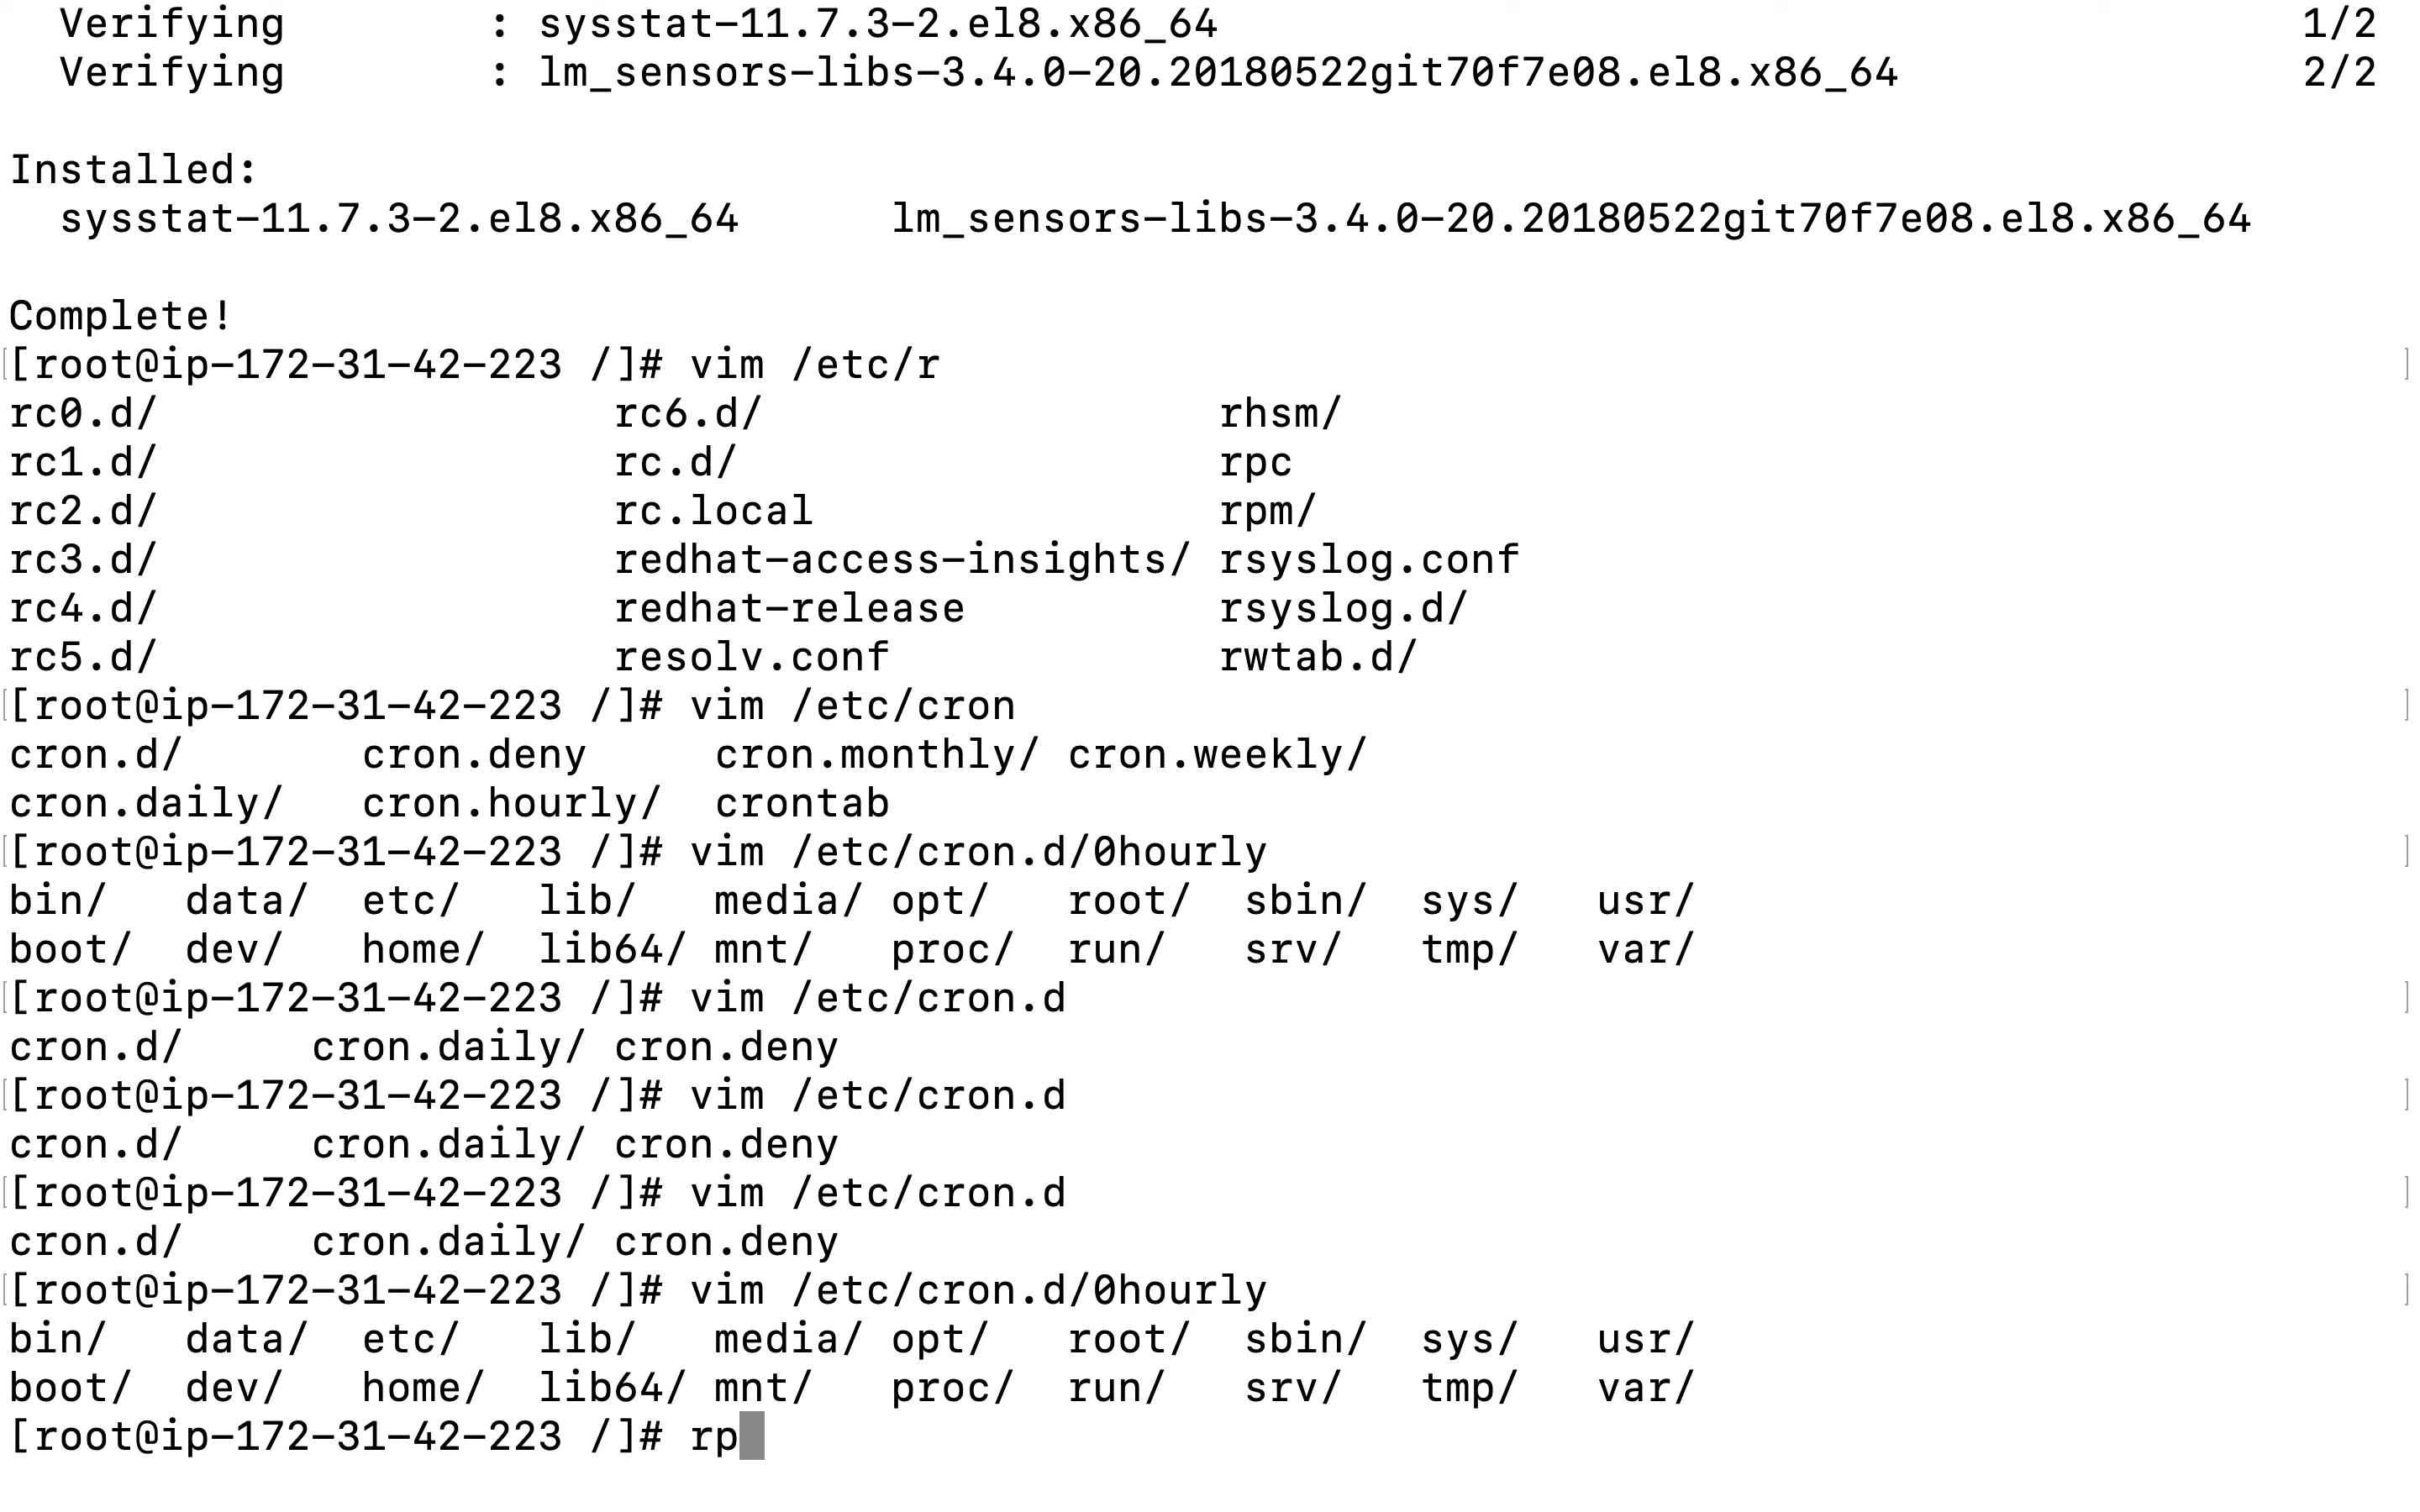 Verifying        : sysstat-11.7.3-2.el8.x86_64                                           1/2
Verifying        : lm_sensors-libs-3.4.0-20.20180522git70f7e08.el8.x86_64                2/2
Installed:
sysstat-11.7.3-2.el8.x86_64      lm_sensors-libs-3.4.0-20.20180522git70f7e08.el8.x86_64
Complete!
[root@ip-172-31-42-223 /]# vim /etc/r
rc0.d/                  rc6.d/                  rhsm/
rc1.d/                  rc.d/                   rpc
rc2.d/                  rc.local                rpm/
rc3.d/                  redhat-access-insights/ rsyslog.conf
rc4.d/                  redhat-release          rsyslog.d/
rc5.d/                  resolv.conf             rwtab.d/
[root@ip-172-31-42-223 /]# vim /etc/cron
cron.d/       cron.deny     cron.monthly/ cron.weekly/
cron.daily/   cron.hourly/  crontab
[root@ip-172-31-42-223 /]# vim /etc/cron.d/0hourly
bin/   data/  etc/   lib/   media/ opt/   root/  sbin/  sys/   usr/
boot/  dev/   home/  lib64/ mnt/   proc/  run/   srv/   tmp/   var/
[root@ip-172-31-42-223 /]# vim /etc/cron.d
cron.d/     cron.daily/ cron.deny
[root@ip-172-31-42-223 /]# vim /etc/cron.d
cron.d/     cron.daily/ cron.deny
[root@ip-172-31-42-223 /]# vim /etc/cron.d
cron.d/     cron.daily/ cron.deny
[root@ip-172-31-42-223 /]# vim /etc/cron.d/0hourly
bin/   data/  etc/   lib/   media/ opt/   root/  sbin/  sys/   usr/
boot/  dev/   home/  lib64/ mnt/   proc/  run/   srv/   tmp/   var/
[root@ip-172-31-42-223 /]# rp